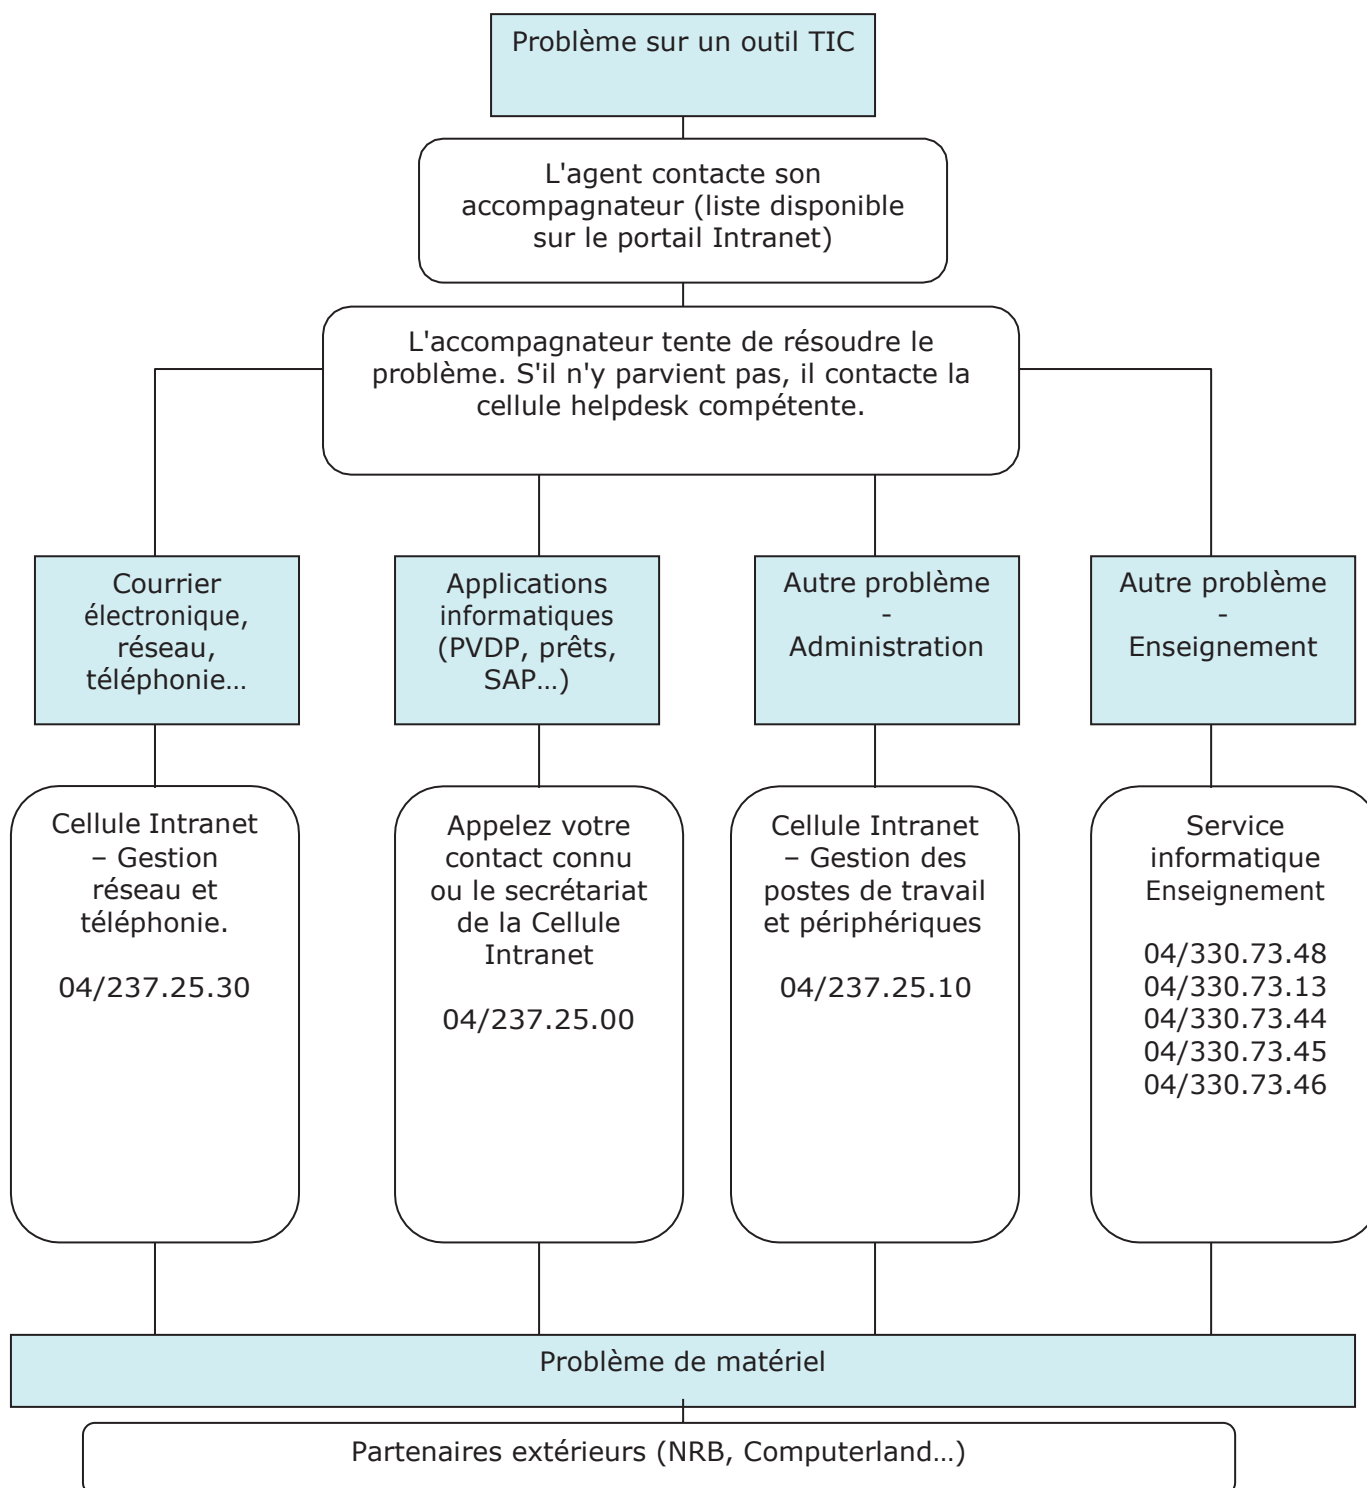 Problème sur un outil TIC
L'agent contacte son
accompagnateur (liste disponible
sur le portail Intranet)
L'accompagnateur tente de résoudre le
problème. S'il n'y parvient pas, il contacte la
cellule helpdesk compétente.
Courrier
électronique,
réseau,
téléphonie…
Applications
informatiques
(PVDP, prêts,
SAP…)
Autre problème
-
Administration
Autre problème
-
Enseignement
Cellule Intranet
– Gestion
réseau et
téléphonie.
04/237.25.30
Appelez votre
contact connu
ou le secrétariat
de la Cellule
Intranet
04/237.25.00
Cellule Intranet
– Gestion des
postes de travail
et périphériques
04/237.25.10
Service
informatique
Enseignement
04/330.73.48
04/330.73.13
04/330.73.44
04/330.73.45
04/330.73.46
Problème de matériel
Partenaires extérieurs (NRB, Computerland…)